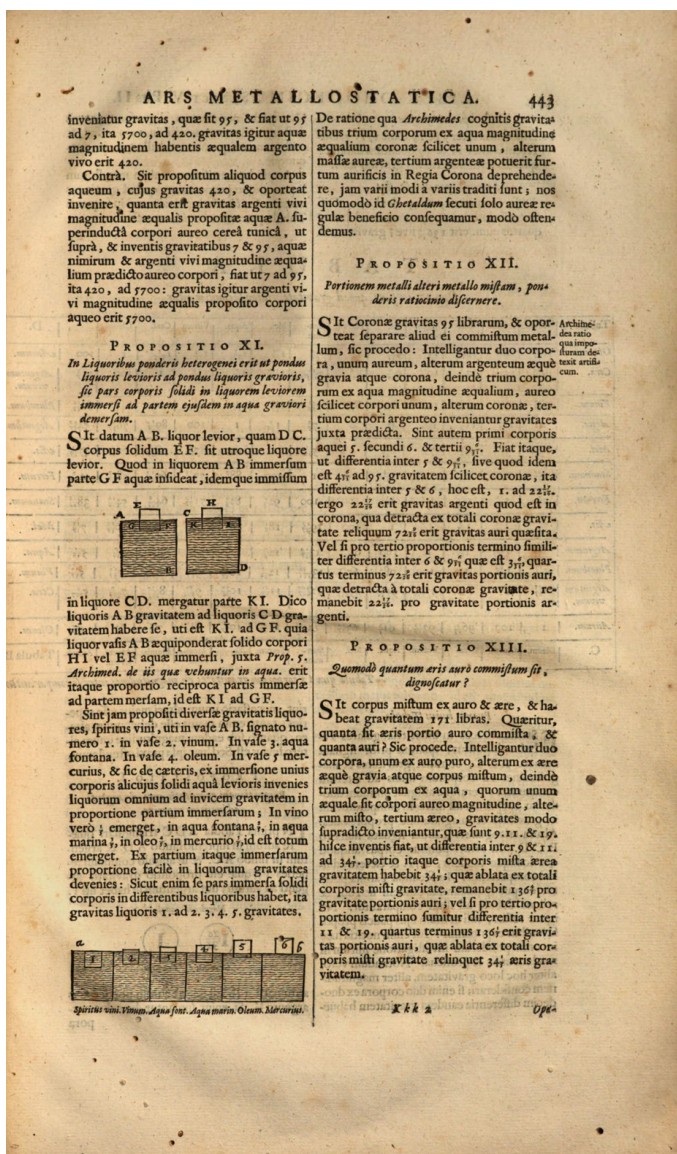 ARS METALLOSTATICA. 443
inveniatur gravitas, quæ sit 95, & fiat ut 95
ad 7, ita 5700, ad 420. gravitas igitur aquæ
magnitudinem habentis æqualem argento
vivo erit 420.
Contrà. Sit propositum aliquod corpus
aqueum, cujus gravitas 420, & oporteat
invenire, quanta erit gravitas argenti vivi
magnitudine æqualis propositæ aquæ A. su-
perinductâ corpori aureo cereâ tunicâ, ut
suprà, & inventis gravitatibus 7 & 95, aquæ
nimirum & argenti vivi magnitudine æqua-
lium prædicto aureo corpori, fiat ut 7 ad 95,
ita 420, ad 5700: gravitas igitur argenti vi-
vi magnitudine æqualis proposito corpori
aqueo erit 5700.
PROPOSITIO XI.
In Liquoribus ponderis heterogenei erit ut pondus
liquoris levioris ad pondus liquoris gravioris,
sic pars corporis solidi in liquorem leviorem
immersi ad partem ejusdem in aqua graviori
demersam.
SIt datum A B. liquor levior, quam D C.
corpus solidum E F. sit utroque liquore
levior. Quod in liquorem A B immersum
parte G F aquæ insideat, idemque immissum
A E C H
G F K I
B D
in liquore C D. mergatur parte K I. Dico
liquoris A B gravitatem ad liquoris C D gra-
vitatem habere se, uti est K I. ad G F. quia
liquor vasis A B æquiponderat solido corpori
H I vel E F aquæ immersi, juxta Prop. 5.
Archimed. de iis quæ vehuntur in aqua. erit
itaque proportio reciproca partis immersæ
ad partem mersam, id est K I ad G F.
Sint jam propositi diversæ gravitatis liquo-
res, spiritus vini, uti in vase A B. signato nu-
mero 1. in vase 2. vinum. In vase 3. aqua
fontana. In vase 4. oleum. In vase 5 mer-
curius, & sic de cæteris, ex immersione unius
corporis alicujus solidi aquâ levioris invenies
liquorum omnium ad invicem gravitatem in
proportione partium immersarum; In vino
verò emerget, in aqua fontana, in aqua
marina, in oleo, in mercurio, id est totum
emerget. Ex partium itaque immersarum
proportione facilè in liquorum gravitates
devenies: Sicut enim se pars immersa solidi
corporis in differentibus liquoribus habet, ita
gravitas liquoris 1. ad 2. 3. 4. 5. gravitates.
a 1 2 3 4 5 6 b
Spiritus vini. Vinum. Aqua font. Aqua marin. Oleum. Mercurius.
De ratione qua Archimedes cognitis gravita-
tibus trium corporum ex aqua magnitudine
æqualium coronæ scilicet unum, alterum
massæ aureæ, tertium argenteæ potuerit fur-
tum aurificis in Regia Corona deprehende-
re, jam varii modi a variis traditi sunt; nos
quomòdò id Ghetaldum secuti solo aureæ re-
gulæ beneficio consequamur, modò osten-
demus.
PROPOSITIO XII.
Portionem metalli alteri metallo mistam, pon-
deris ratiocinio discernere.
SIt Coronæ gravitas 95 librarum, & opor-
teat separare aliud ei commistum metal-
lum, sic procedo: Intelligantur duo corpo-
ra, unum aureum, alterum argenteum æquè
gravia atque corona, deindè trium corpo-
rum ex aqua magnitudine æqualium, aureo
scilicet corpori unum, alterum coronæ, ter-
tium corpori argenteo inveniantur gravitates
juxta prædicta. Sint autem primi corporis
aquei 5. secundi 6. & tertii 9. Fiat itaque,
ut differentia inter 5 & 9, sive quod idem
est 4 ad 95. gravitatem scilicet coronæ, ita
differentia inter 5 & 6, hoc est, 1. ad 22.
ergo 22 erit gravitas argenti quod est in
corona, qua detracta ex totali coronæ gravi-
tate reliquum 72 erit gravitas auri quæsita.
Vel si pro tertio proportionis termino simili-
ter differentia inter 6 & 9 quæ est 3, quar-
tus terminus 72 erit gravitas portionis auri,
quæ detracta à totali coronæ gravitate, re-
manebit 22. pro gravitate portionis ar-
genti.
Archime-
dea ratio
qua impo-
sturam de-
texit artifi-
cum.
PROPOSITIO XIII.
Quomodò quantum æris aurò commistum sit,
dignoscatur?
SIt corpus mistum ex auro & ære, & ha-
beat gravitatem 171 libras. Quæritur,
quanta sit æris portio auro commista, &
quanta auri? Sic procede. Intelligantur duo
corpora, unum ex auro puro, alterum ex ære
æquè gravia atque corpus mistum, deindè
trium corporum ex aqua, quorum unum
æquale sit corpori aureo magnitudine, alte-
rum misto, tertium æreo, gravitates modo
supradicto inveniantur, quæ sunt 9. 11. & 19.
hisce inventis fiat, ut differentia inter 9 & 11.
ad 34. portio itaque corporis mista ærea
gravitatem habebit 34; quæ ablata ex totali
corporis misti gravitate, remanebit 136 pro
gravitate portionis auri; vel si pro tertio pro-
portionis termino sumitur differentia inter
11 & 19. quartus terminus 136 erit gravi-
tas portionis auri, quæ ablata ex totali cor-
poris misti gravitate relinquet 34 æris gra-
vitatem.
Kkk 2 Ope-